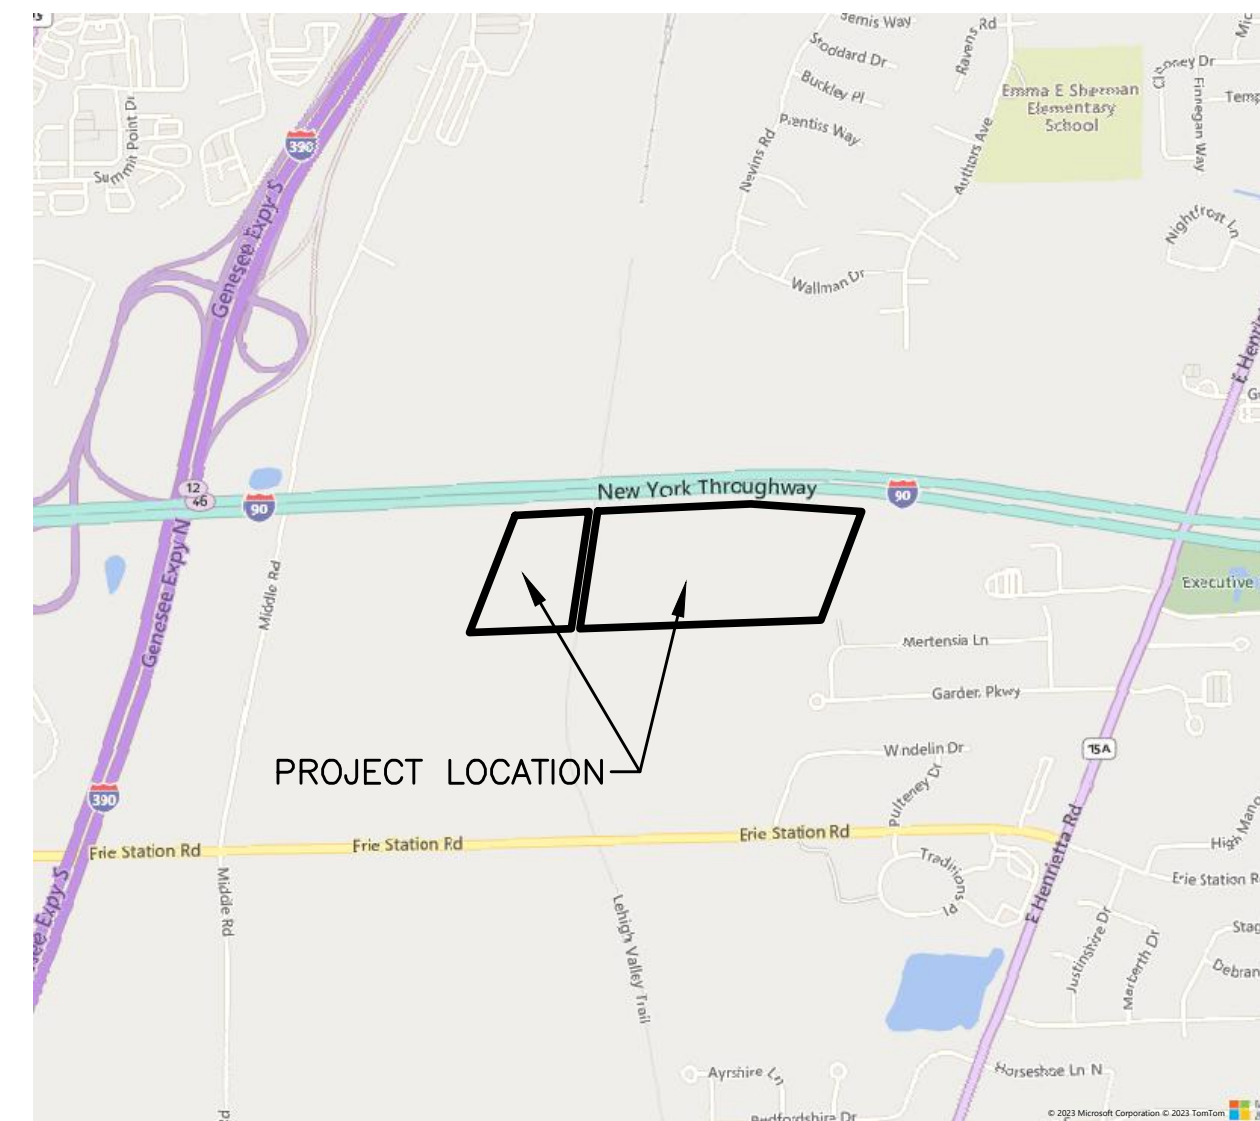 Jemis Way
Stoddard Dr
Ravens Rd
Buckley Pl
Prentiss Way
Nevins Rd
Authors Ave
Emma E Sherman
Elementary
School
Finnegan Way
Summit Point Dr
390
Genesee Expy S
Nightfrost Ln
Wallman Dr
12
46
90
New York Throughway
90
Genesee Expy N
Middle Rd
Executive
Mertensia Ln
Garden Pkwy
Windelin Dr
15A
PROJECT LOCATION
390
Pulteney Dr
Erie Station Rd
Erie Station Rd
Erie Station Rd
E Henrietta Rd
Traditions Pl
Middle Rd
Lehigh Valley Trail
Erie Station R
Justinshire Dr
Marberth Dr
Stag
Debran
Ayrshire Ln
Horseshoe Ln N
Bedfordshire Dr
© 2023 Microsoft Corporation © 2023 TomTom